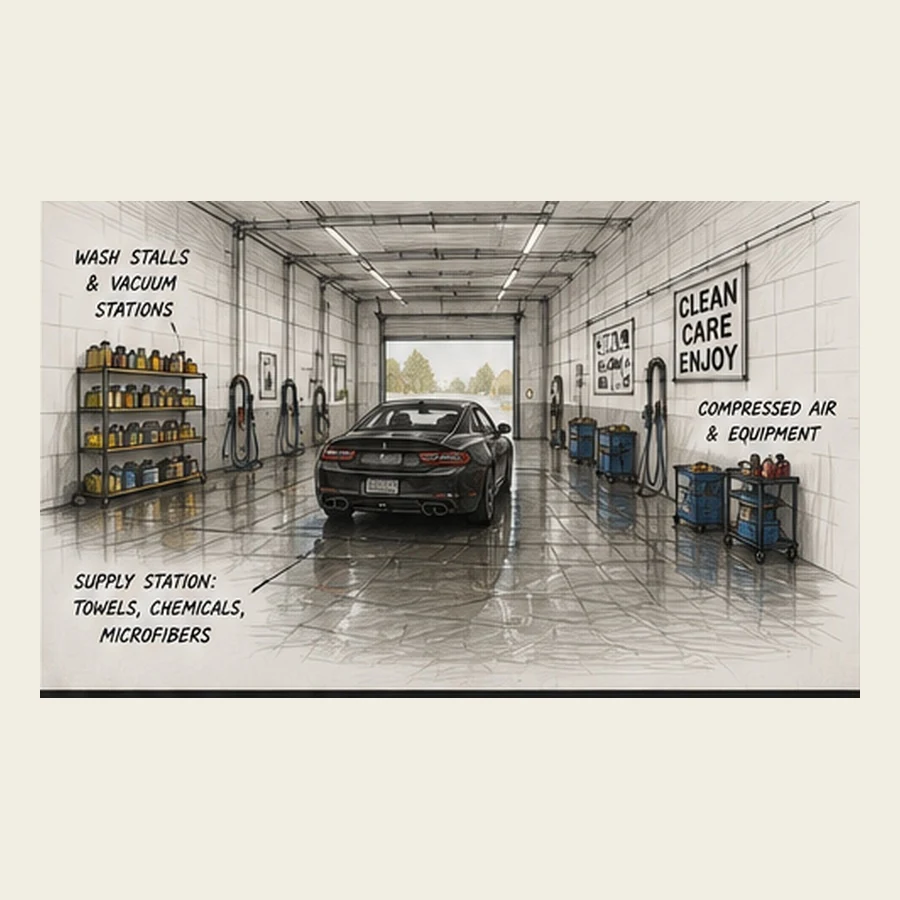 WASH STALLS
& VACUUM
STATIONS
CLEAN
CARE
ENJOY
COMPRESSED AIR
& EQUIPMENT
SUPPLY STATION:
TOWELS, CHEMICALS,
MICROFIBERS